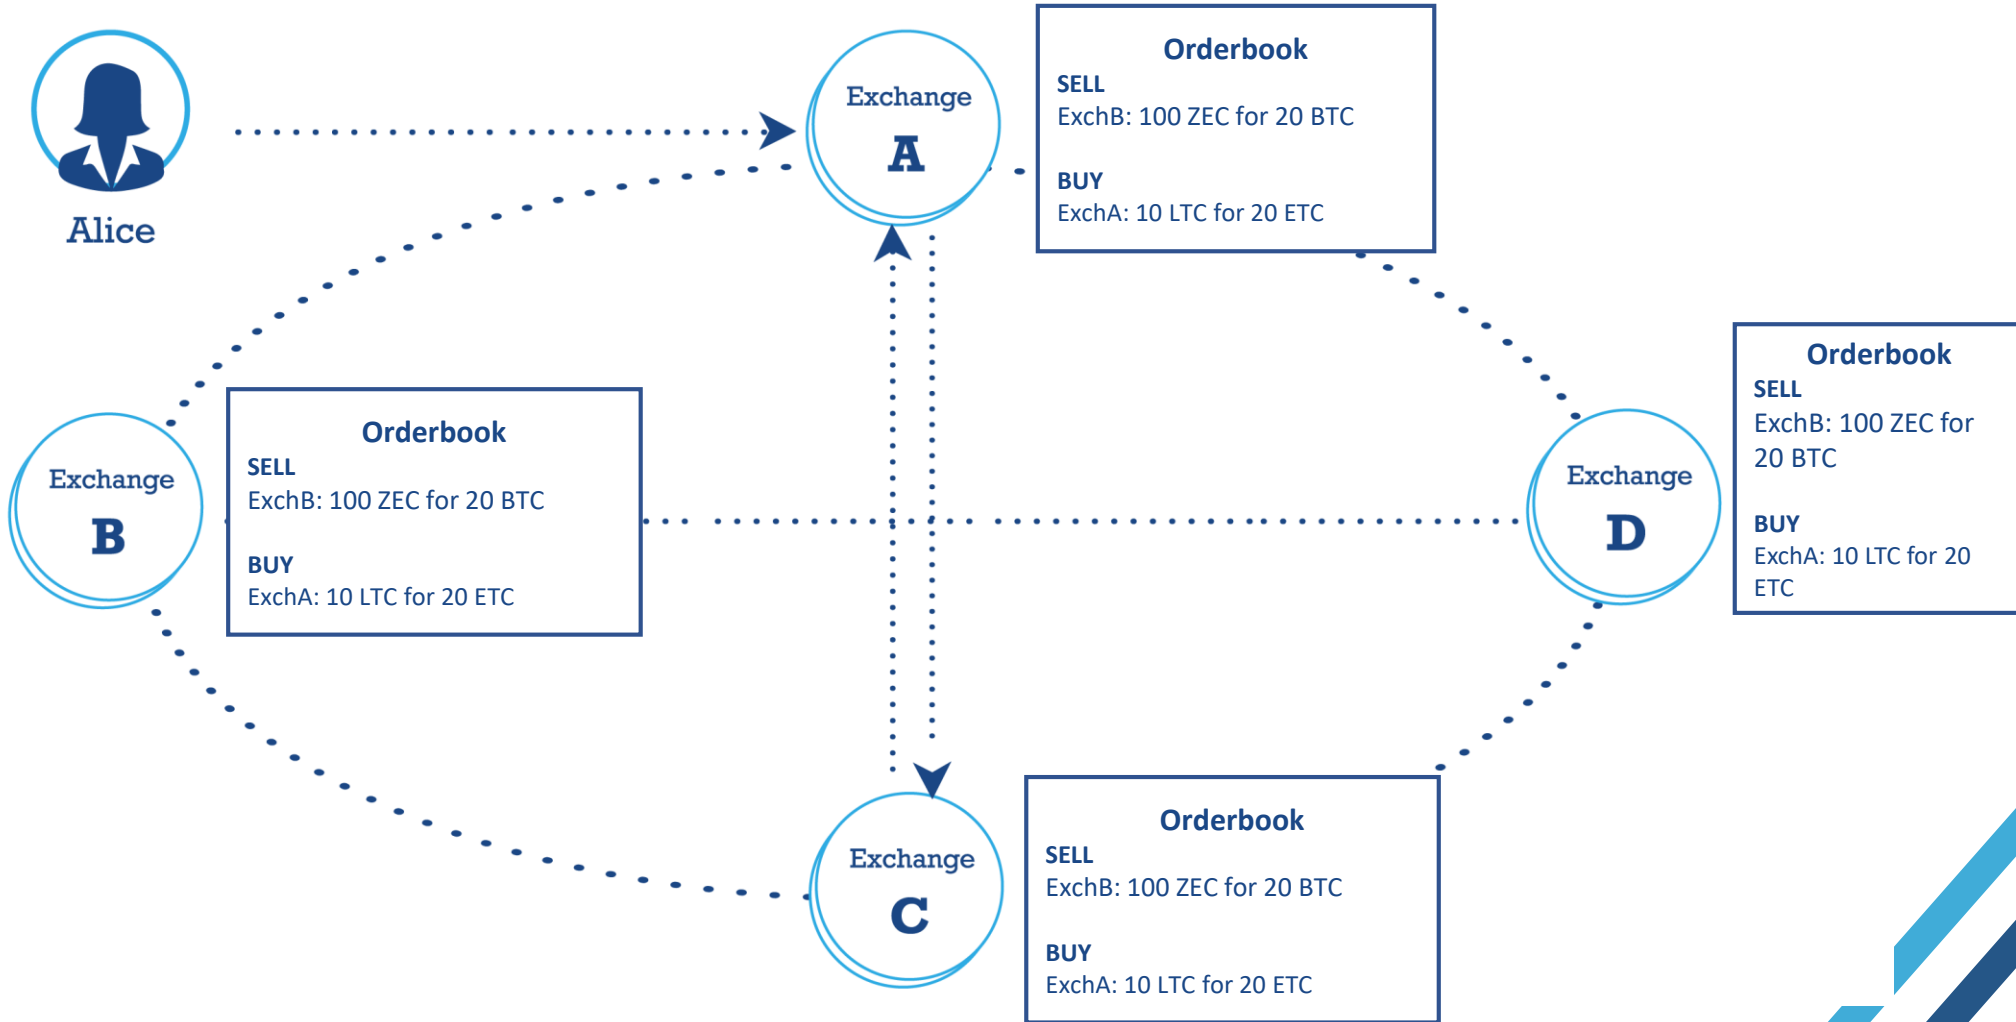 Alice
Exchange
A
Orderbook
SELL
ExchB: 100 ZEC for 20 BTC
BUY
ExchA: 10 LTC for 20 ETC
Exchange
B
Orderbook
SELL
ExchB: 100 ZEC for 20 BTC
BUY
ExchA: 10 LTC for 20 ETC
Exchange
D
Orderbook
SELL
ExchB: 100 ZEC for
20 BTC
BUY
ExchA: 10 LTC for 20
ETC
Exchange
C
Orderbook
SELL
ExchB: 100 ZEC for 20 BTC
BUY
ExchA: 10 LTC for 20 ETC